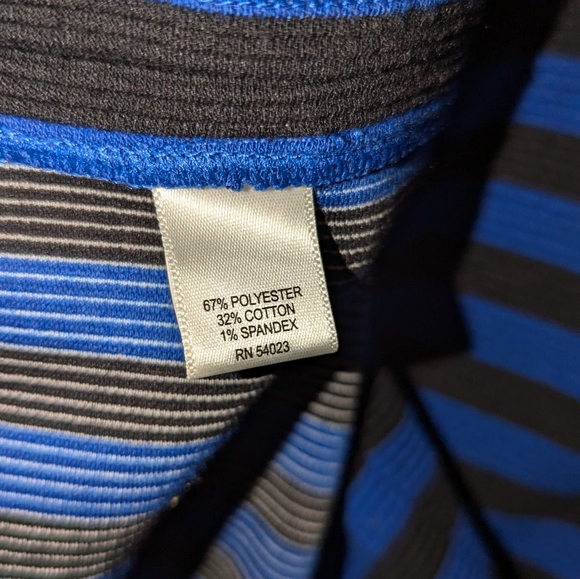 67% POLYESTER
32% COTTON
1% SPANDEX
RN 54023